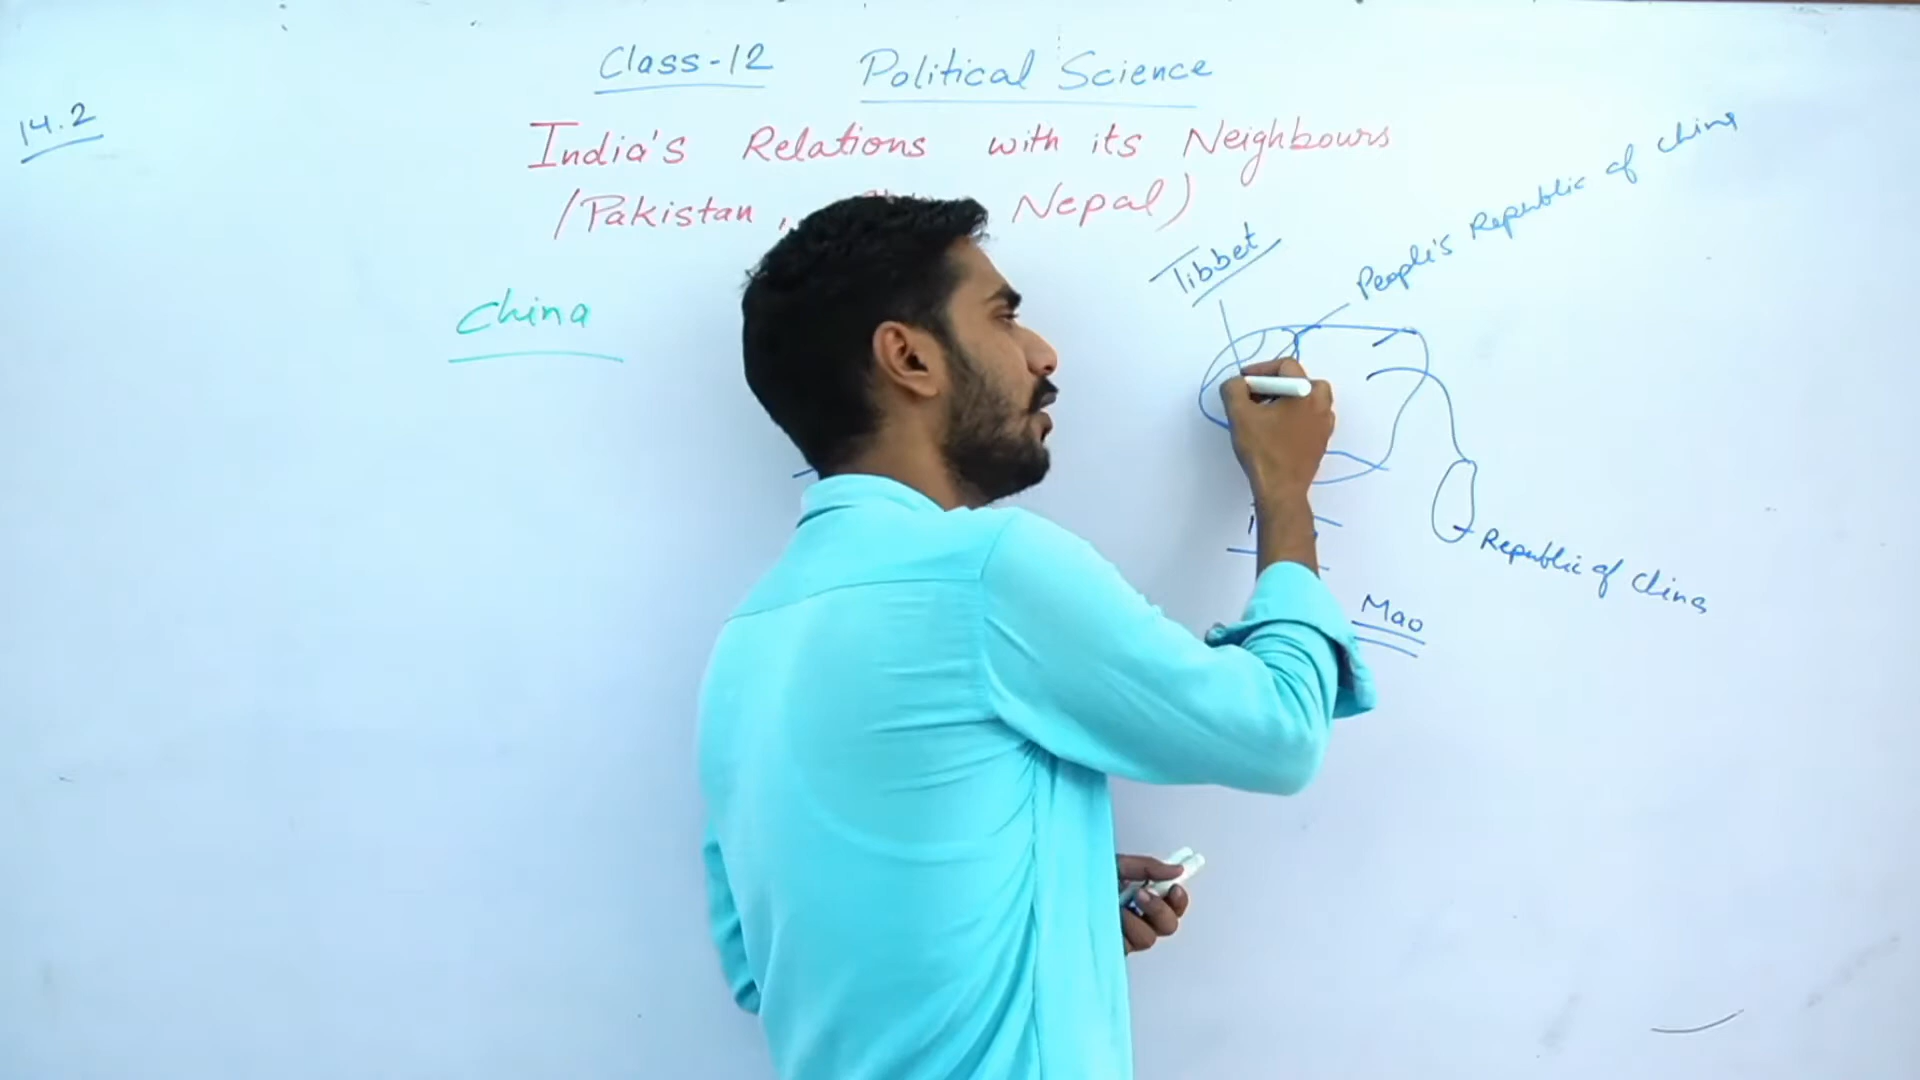 14.2
Class-12 Political Science
India's Relations with its Neighbours
(Pakistan, Nepal)
China
Tibbet
People's Republic of China
Republic of China
Mao